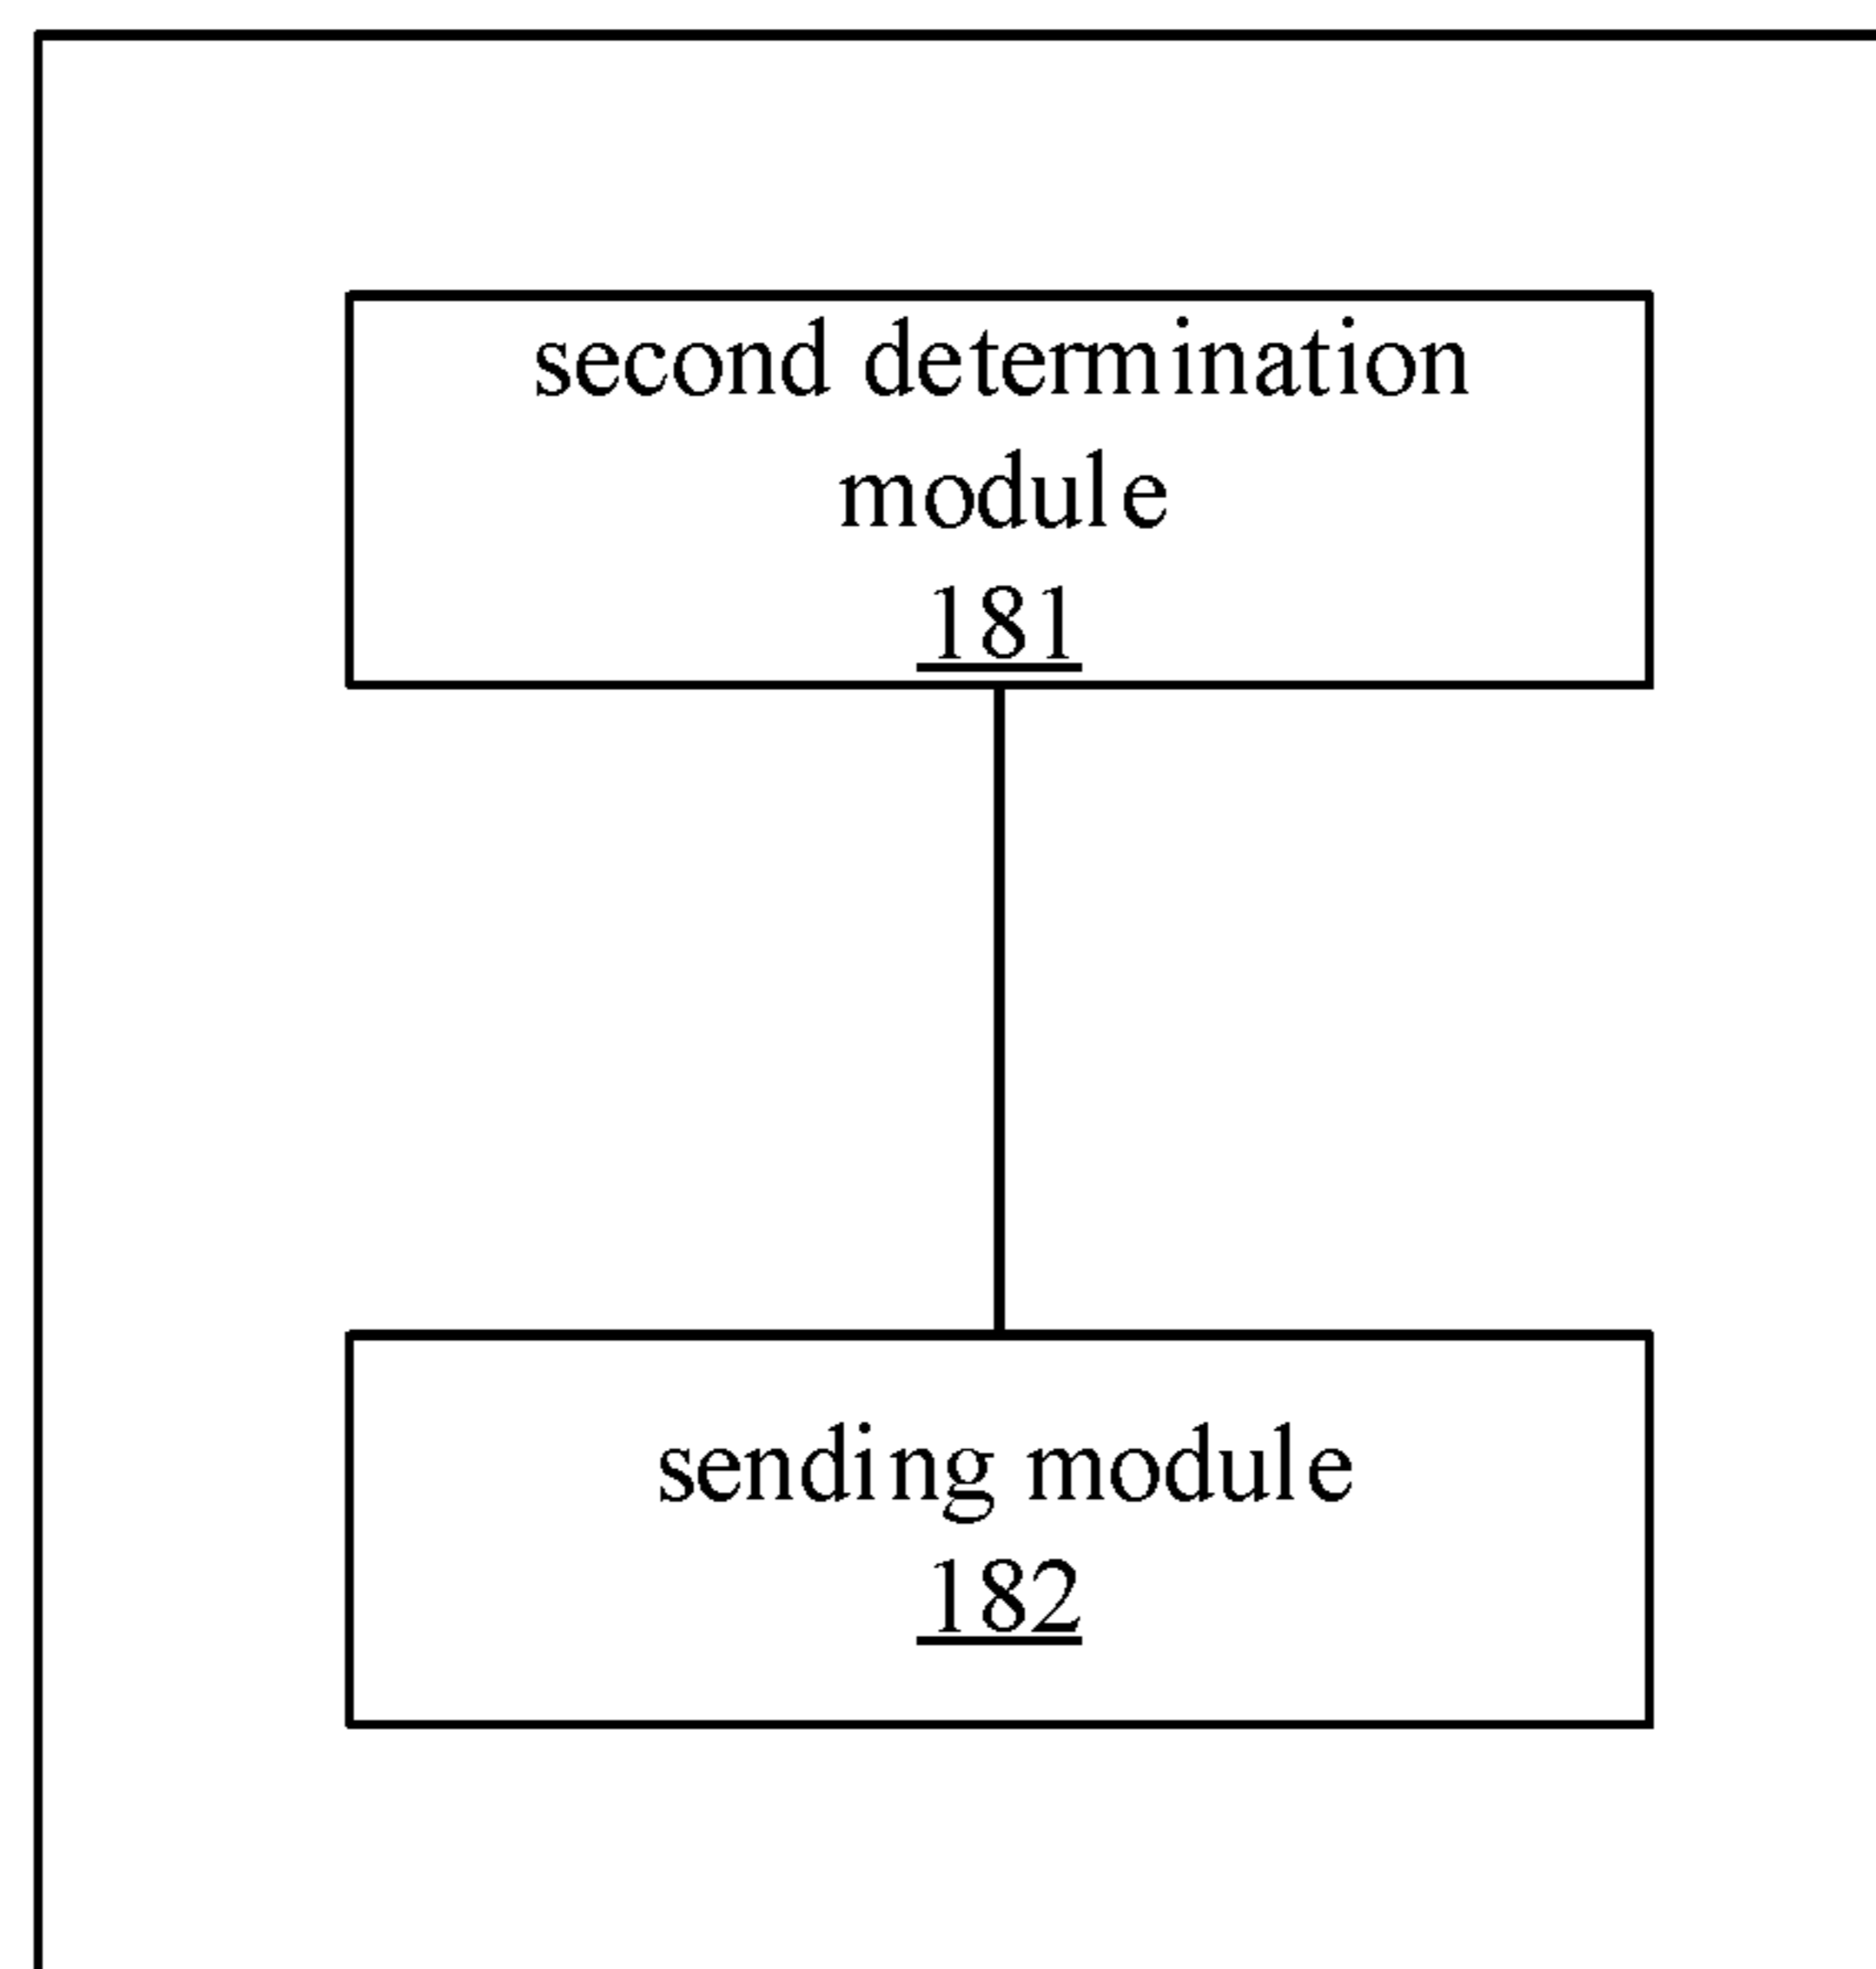 second determination
module
181
sending module
182